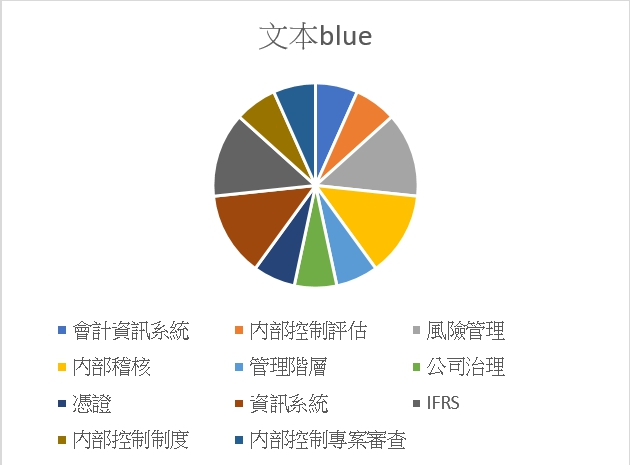 文本blue
會計資訊系統 內部控制評估 風險管理
內部稽核 管理階層 公司治理
憑證 資訊系統 IFRS
內部控制制度 內部控制專案審查